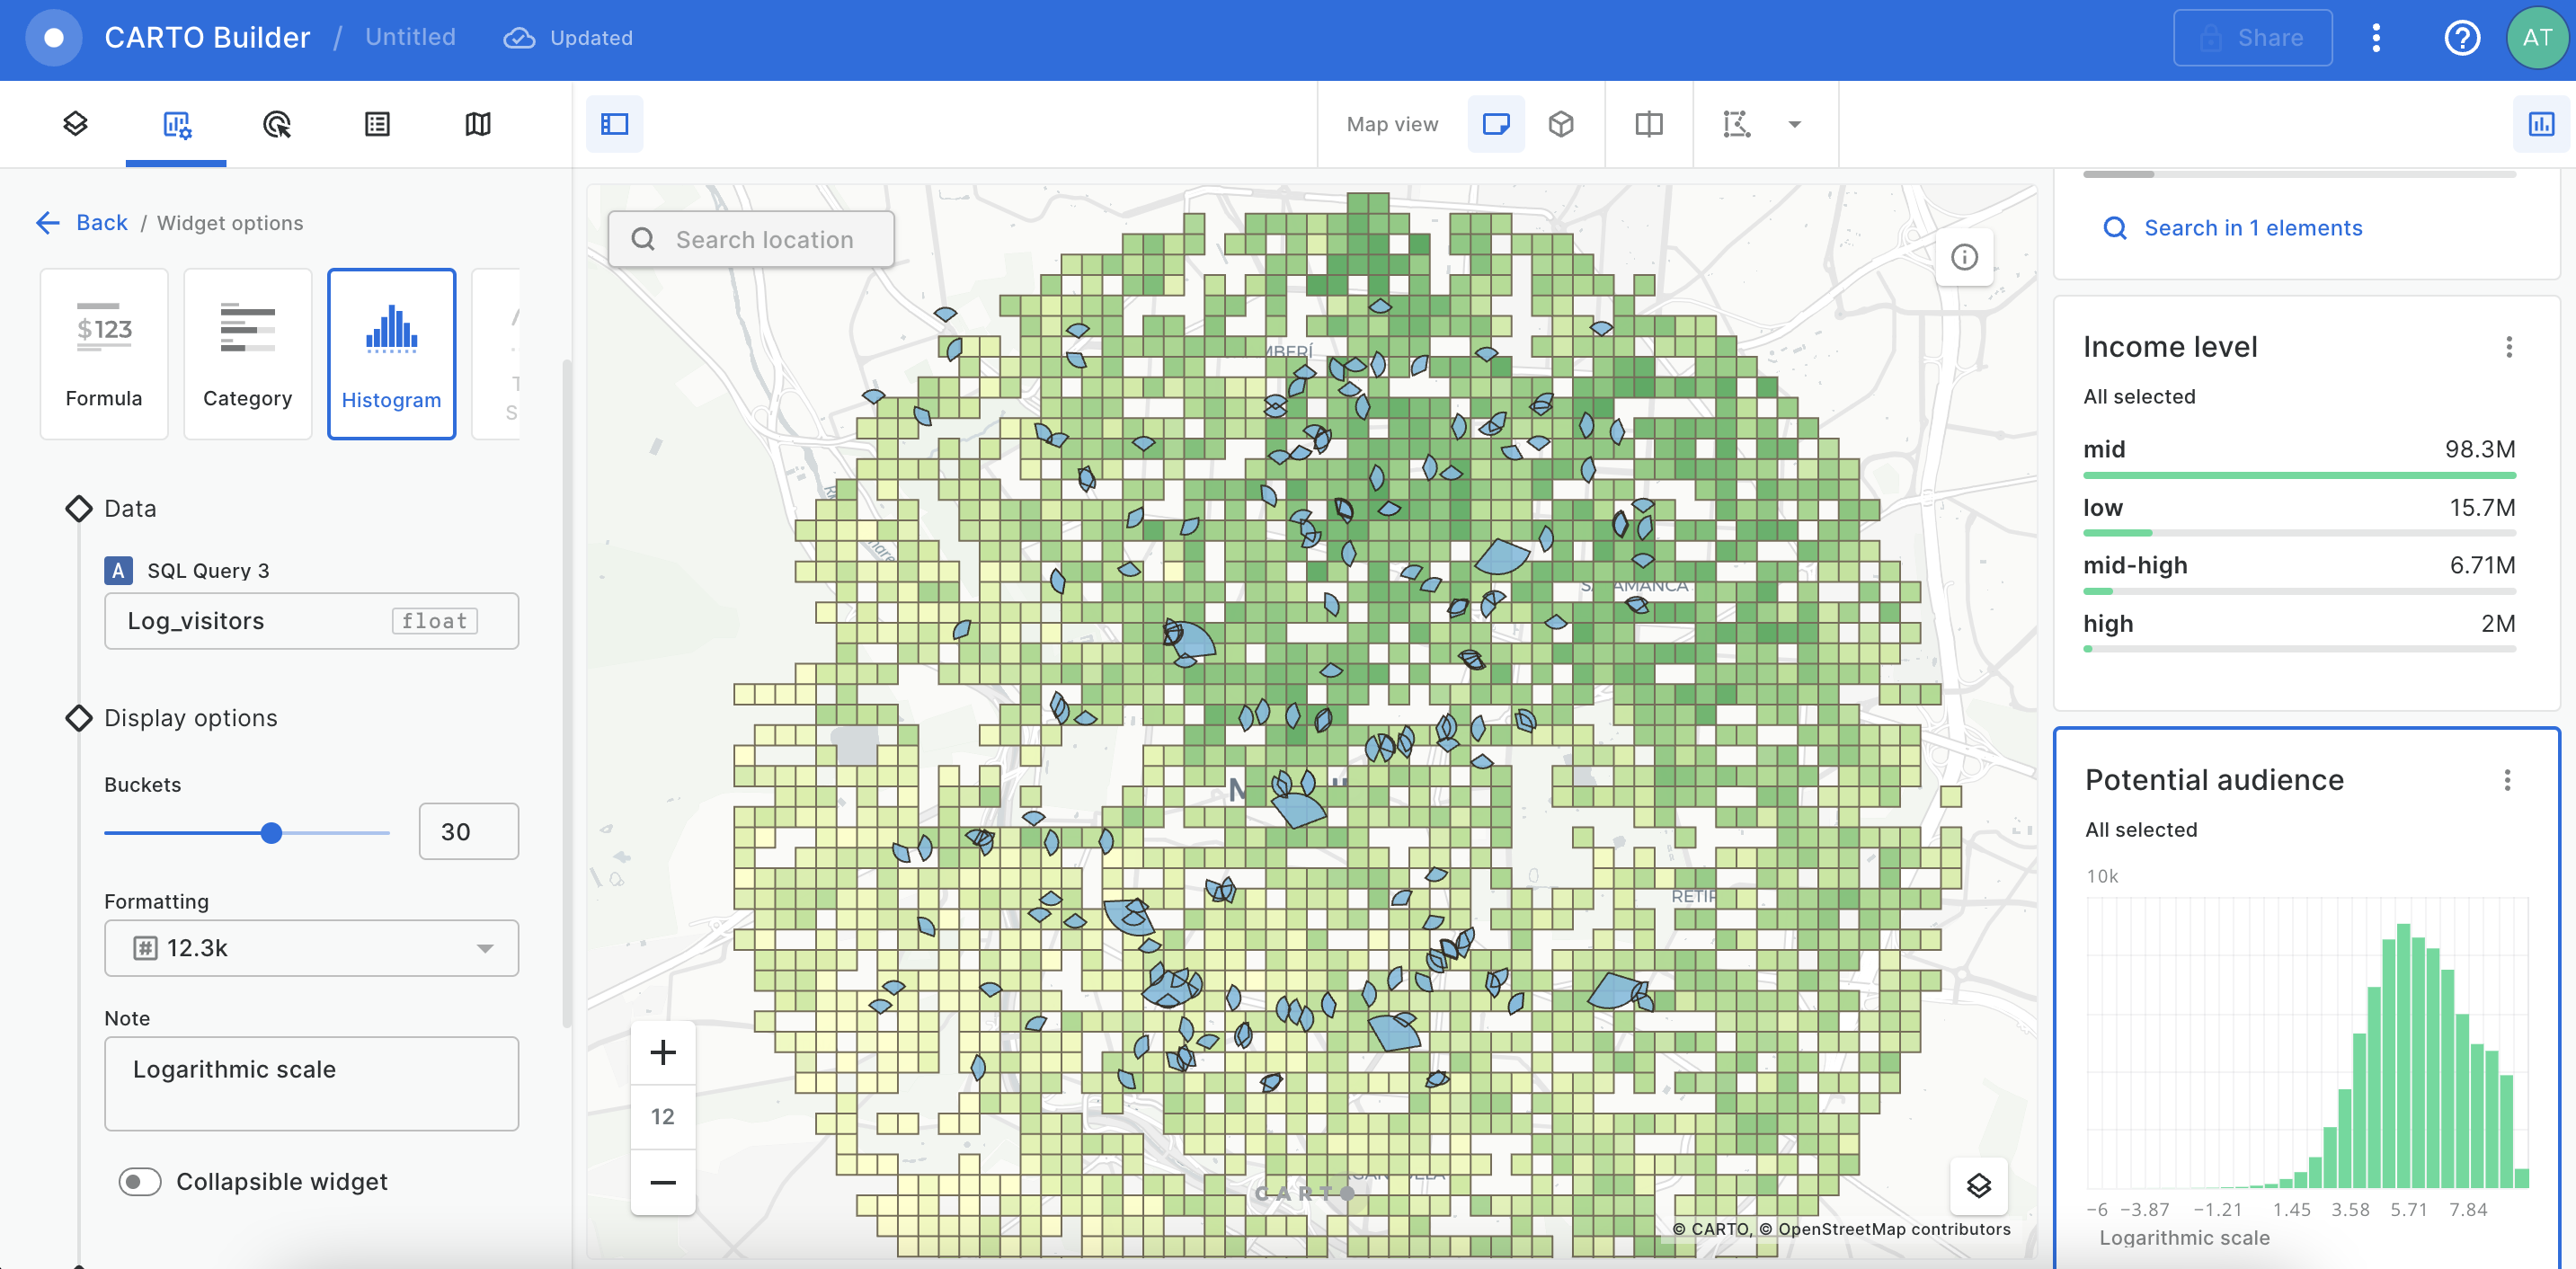 CARTO Builder / Untitled Updated
Share
AT
Map view
Back / Widget options
$123
Formula
Category
Histogram
Data
A SQL Query 3
Log_visitors float
Display options
Buckets
30
Formatting
12.3k
Note
Logarithmic scale
Collapsible widget
Search location
SALAMANCA
+
12
−
CARTO
© CARTO, © OpenStreetMap contributors
Search in 1 elements
Income level
All selected
mid 98.3M
low 15.7M
mid-high 6.71M
high 2M
Potential audience
All selected
10k
−6 −3.87 −1.21 1.45 3.58 5.71 7.84
Logarithmic scale